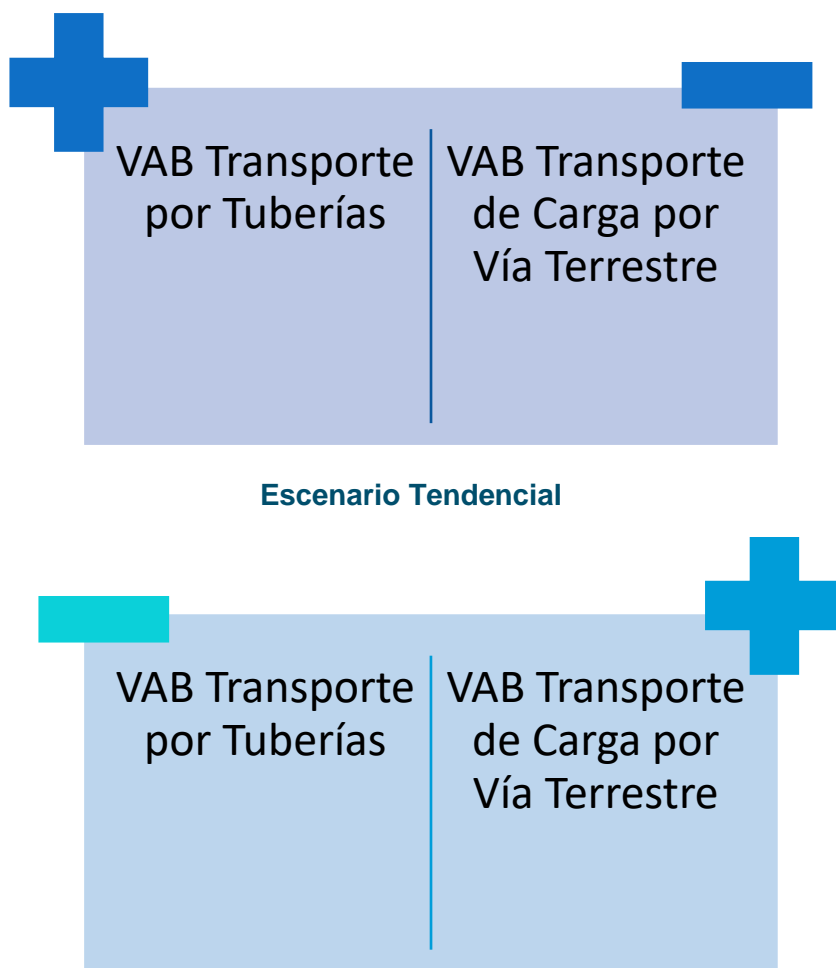 VAB Transporte
por Tuberías
VAB Transporte
de Carga por
Vía Terrestre
Escenario Tendencial
VAB Transporte
por Tuberías
VAB Transporte
de Carga por
Vía Terrestre